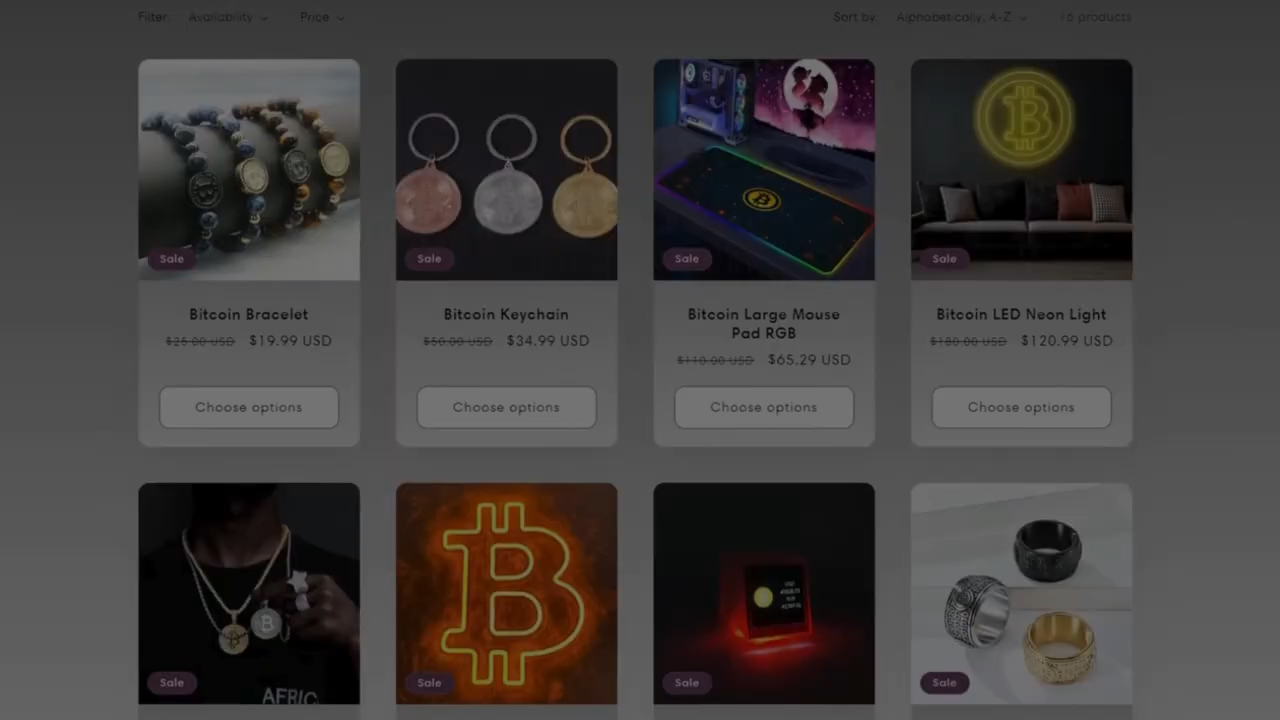 Filter: Availability Price Sort by: Alphabetically, A-Z 16 products
Sale Sale Sale Sale
Bitcoin Bracelet
$25.00 USD $19.99 USD
Choose options
Bitcoin Keychain
$50.00 USD $34.99 USD
Choose options
Bitcoin Large Mouse
Pad RGB
$110.00 USD $65.29 USD
Choose options
Bitcoin LED Neon Light
$180.00 USD $120.99 USD
Choose options
AFRIC
Sale Sale Sale Sale